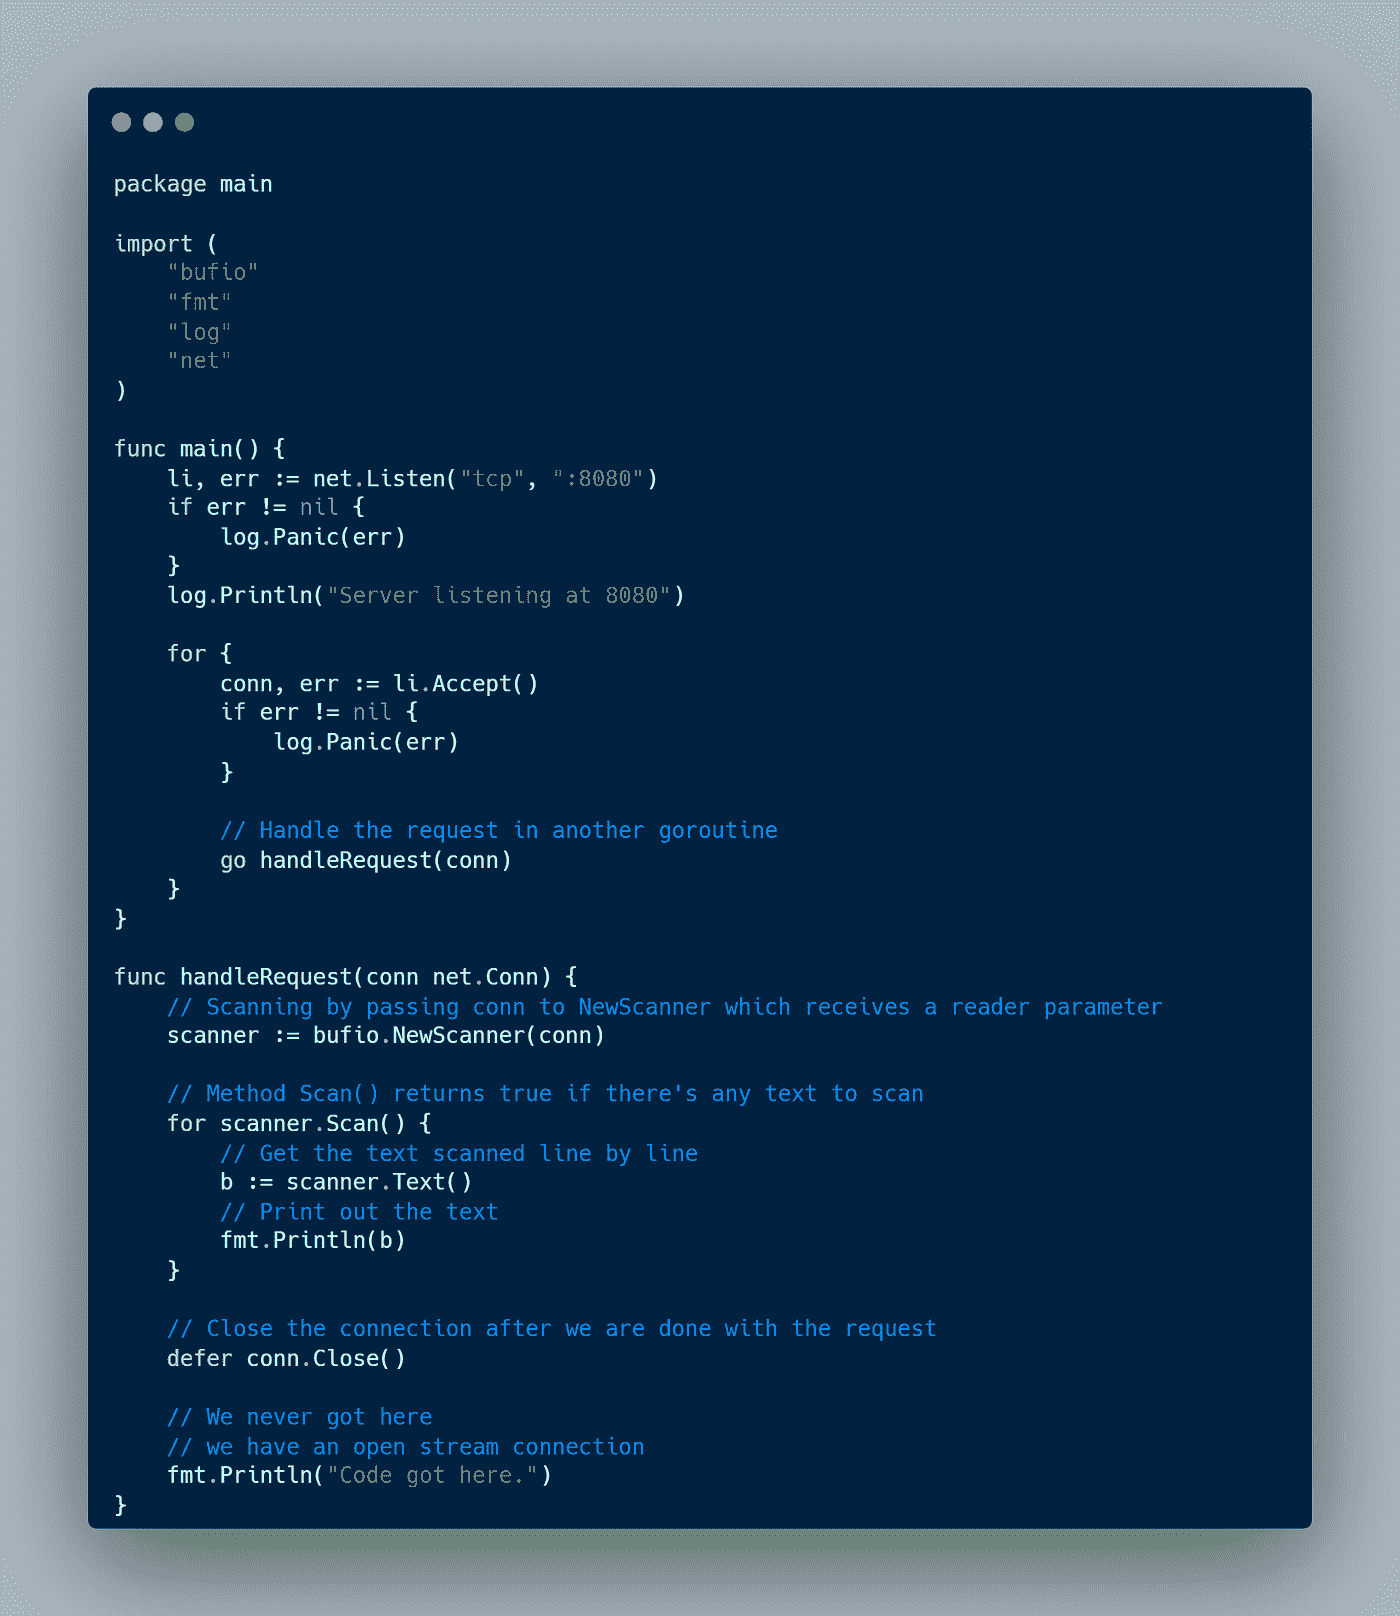 package main

import (
    "bufio"
    "fmt"
    "log"
    "net"
)

func main() {
    li, err := net.Listen("tcp", ":8080")
    if err != nil {
        log.Panic(err)
    }
    log.Println("Server listening at 8080")

    for {
        conn, err := li.Accept()
        if err != nil {
            log.Panic(err)
        }

        // Handle the request in another goroutine
        go handleRequest(conn)
    }
}

func handleRequest(conn net.Conn) {
    // Scanning by passing conn to NewScanner which receives a reader parameter
    scanner := bufio.NewScanner(conn)

    // Method Scan() returns true if there's any text to scan
    for scanner.Scan() {
        // Get the text scanned line by line
        b := scanner.Text()
        // Print out the text
        fmt.Println(b)
    }

    // Close the connection after we are done with the request
    defer conn.Close()

    // We never got here
    // we have an open stream connection
    fmt.Println("Code got here.")
}